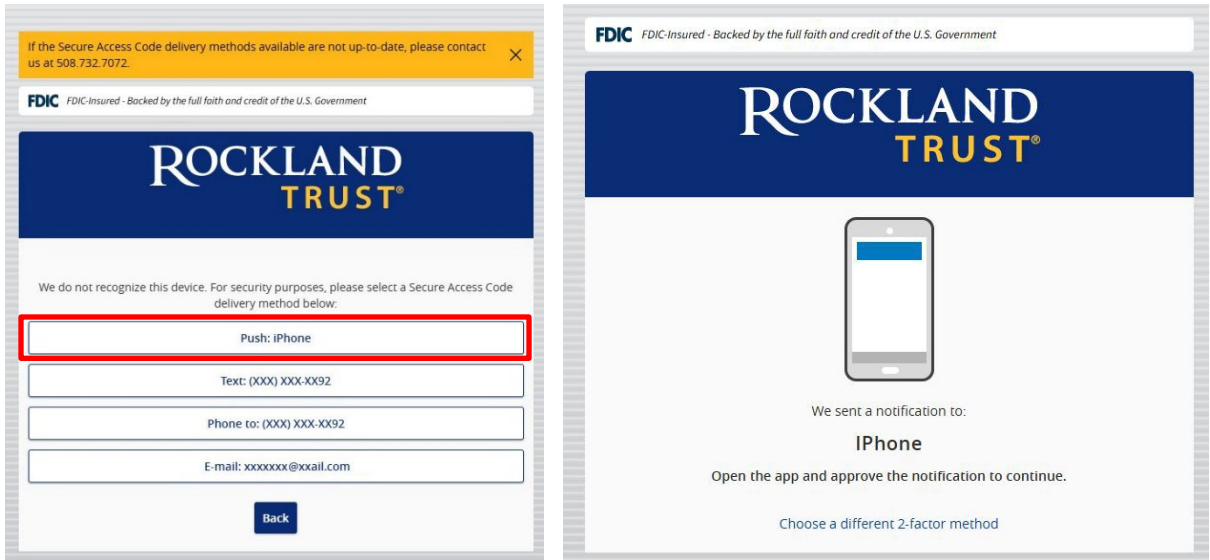 If the Secure Access Code delivery methods available are not up-to-date, please contact
us at 508.732.7072.
FDIC FDIC-Insured - Backed by the full faith and credit of the U.S. Government
ROCKLAND
TRUST®
We do not recognize this device. For security purposes, please select a Secure Access Code
delivery method below:
Push: iPhone
Text: (XXX) XXX-XX92
Phone to: (XXX) XXX-XX92
E-mail: xxxxxxx@xxail.com
Back
FDIC FDIC-Insured - Backed by the full faith and credit of the U.S. Government
ROCKLAND
TRUST®
We sent a notification to:
IPhone
Open the app and approve the notification to continue.
Choose a different 2-factor method